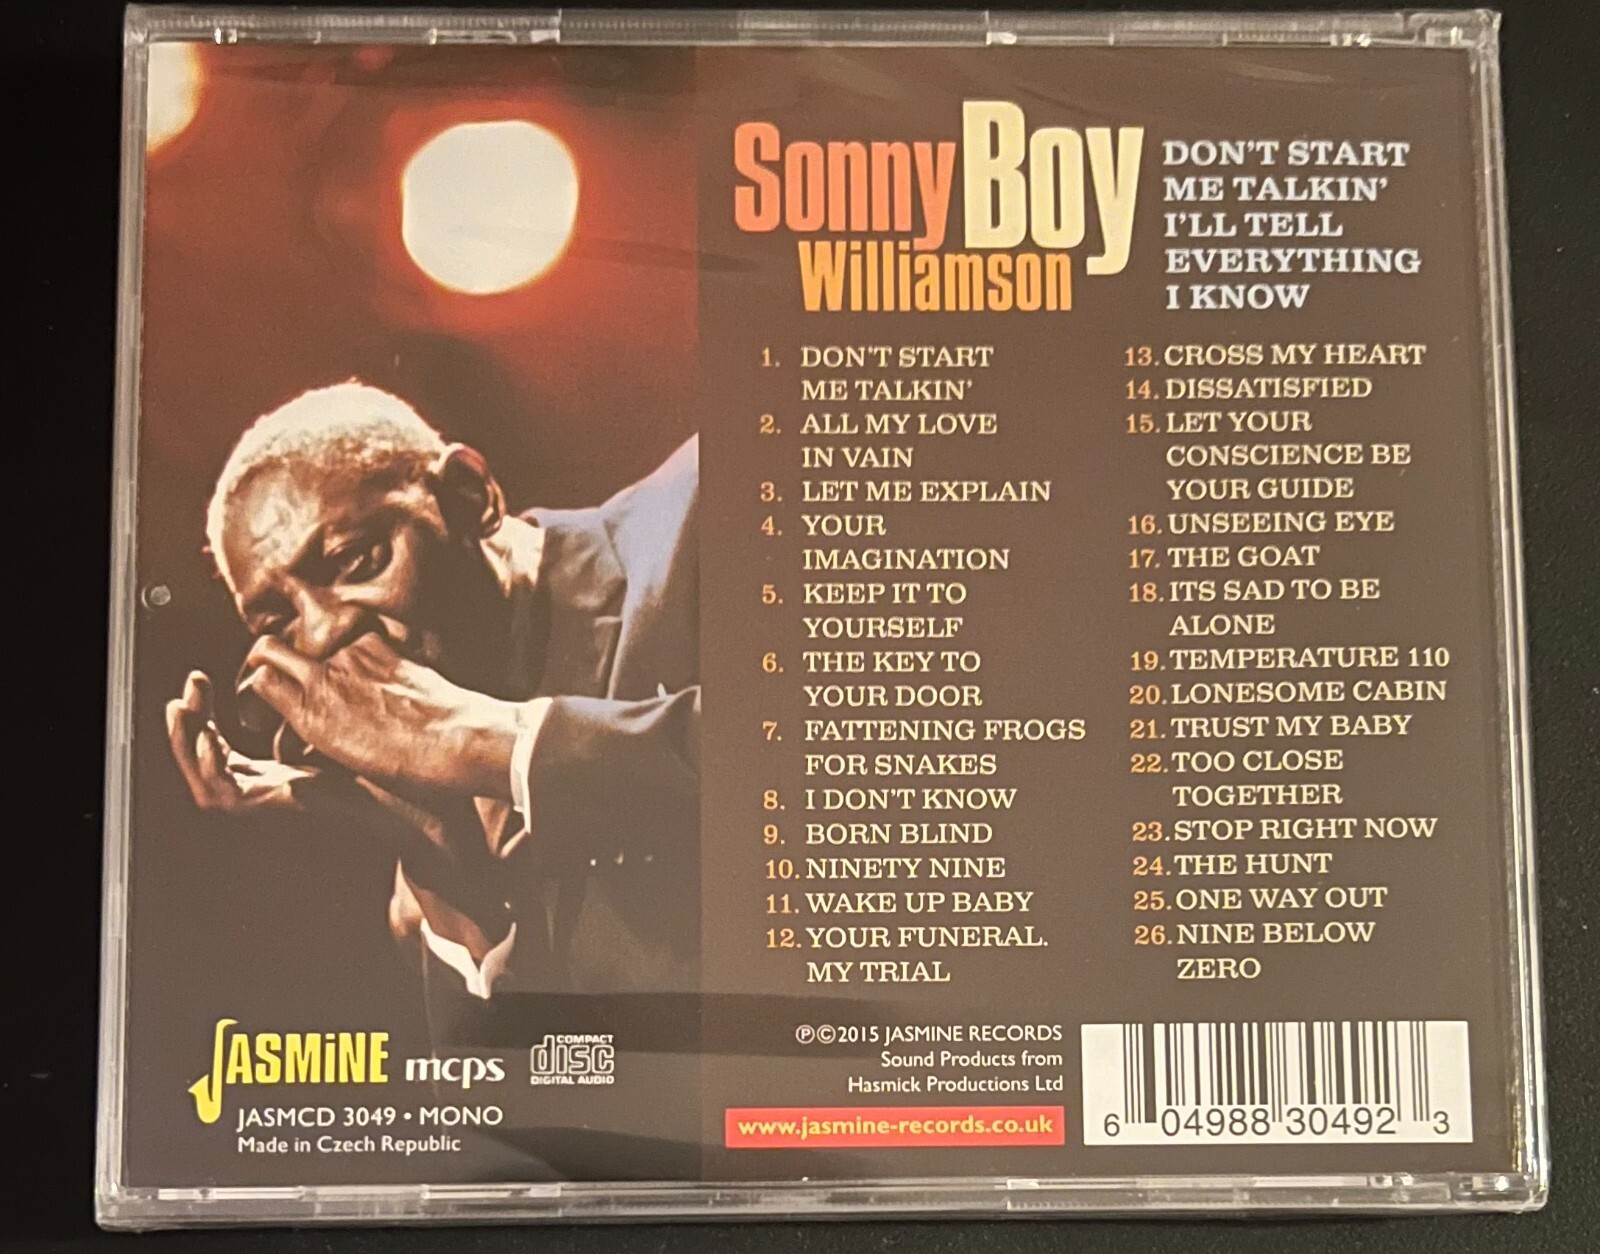 Sonny Boy
Williamson
DON'T START
ME TALKIN'
I'LL TELL
EVERYTHING
I KNOW
1. DON'T START
ME TALKIN'
2. ALL MY LOVE
IN VAIN
3. LET ME EXPLAIN
4. YOUR
IMAGINATION
5. KEEP IT TO
YOURSELF
6. THE KEY TO
YOUR DOOR
7. FATTENING FROGS
FOR SNAKES
8. I DON'T KNOW
9. BORN BLIND
10. NINETY NINE
11. WAKE UP BABY
12. YOUR FUNERAL.
MY TRIAL
13. CROSS MY HEART
14. DISSATISFIED
15. LET YOUR
CONSCIENCE BE
YOUR GUIDE
16. UNSEEING EYE
17. THE GOAT
18. ITS SAD TO BE
ALONE
19. TEMPERATURE 110
20. LONESOME CABIN
21. TRUST MY BABY
22. TOO CLOSE
TOGETHER
23. STOP RIGHT NOW
24. THE HUNT
25. ONE WAY OUT
26. NINE BELOW
ZERO
JASMiNE
mcps
COMPACT
disc
DIGITAL AUDIO
JASMCD 3049 • MONO
Made in Czech Republic
℗©2015 JASMINE RECORDS
Sound Products from
Hasmick Productions Ltd
www.jasmine-records.co.uk
6 04988 30492 3